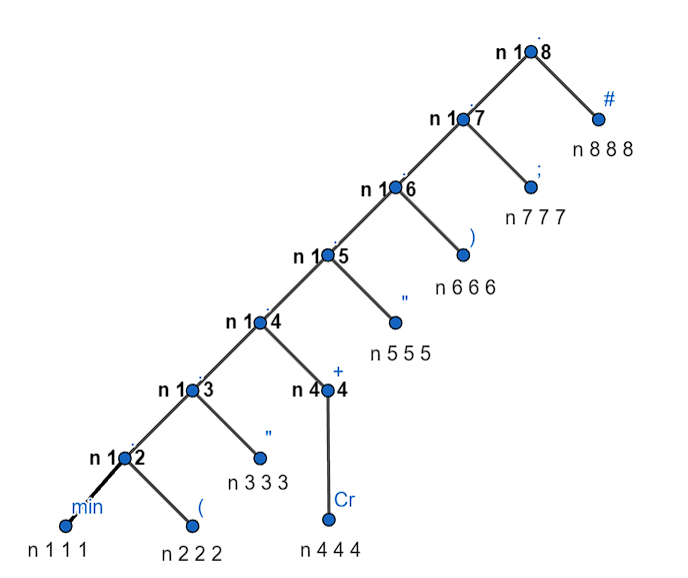 .
n 1 8
#
.
n 1 7
n 8 8 8
;
.
n 1 6
n 7 7 7
)
.
n 1 5
n 6 6 6
"
.
n 1 4
n 5 5 5
+
.
n 1 3
n 4 4
"
.
n 1 2
n 3 3 3
min
(
Cr
n 1 1 1
n 2 2 2
n 4 4 4